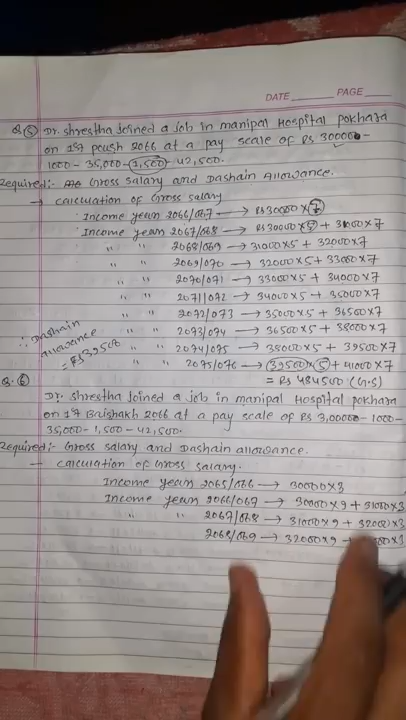 DATE______ PAGE_____
Q.⑤ Dr. shrestha Joined a Job in manipal Hospital pokhara
on 1st poush 2066 at a pay scale of Rs 30000-
1000 - 35,000 - 1,500 - 42,500.
Required:- Gross salary and Dashain Allowance.
→ calculation of Gross salary
Income year 2066/067 → Rs 30000 × 7
Income year 2067/068 → Rs 30000 × 5 + 31000×7
" " 2068/069 → 31000×5 + 32000×7
" " 2069/070 → 32000×5 + 33000×7
" " 2070/071 → 33000×5 + 34000×7
" " 2071/072 → 34000×5 + 35000×7
" " 2072/073 → 35000×5 + 36500×7
" " 2073/074 → 36500×5 + 38000×7
∴ Dashain allowance = Rs 39,500
" " 2074/075 → 38000×5 + 39500×7
" " 2075/076 → 39500×5 + 41000×7
= Rs 484500 (G.S)
Q.⑥
Dr. shrestha Joined a job in manipal Hospital pokhara
on 1st Baishakh 2066 at a pay scale of Rs 3,0000-1000-
35,000 - 1,500 - 42,500.
Required:- Gross salary and Dashain allowance.
— calculation of Gross salary.
Income year 2065/066 → 30000×3
Income year 2066/067 → 30000×9 + 31000×3
" " 2067/068 → 31000×9 + 32000×3
2068/069 → 32000×9 +